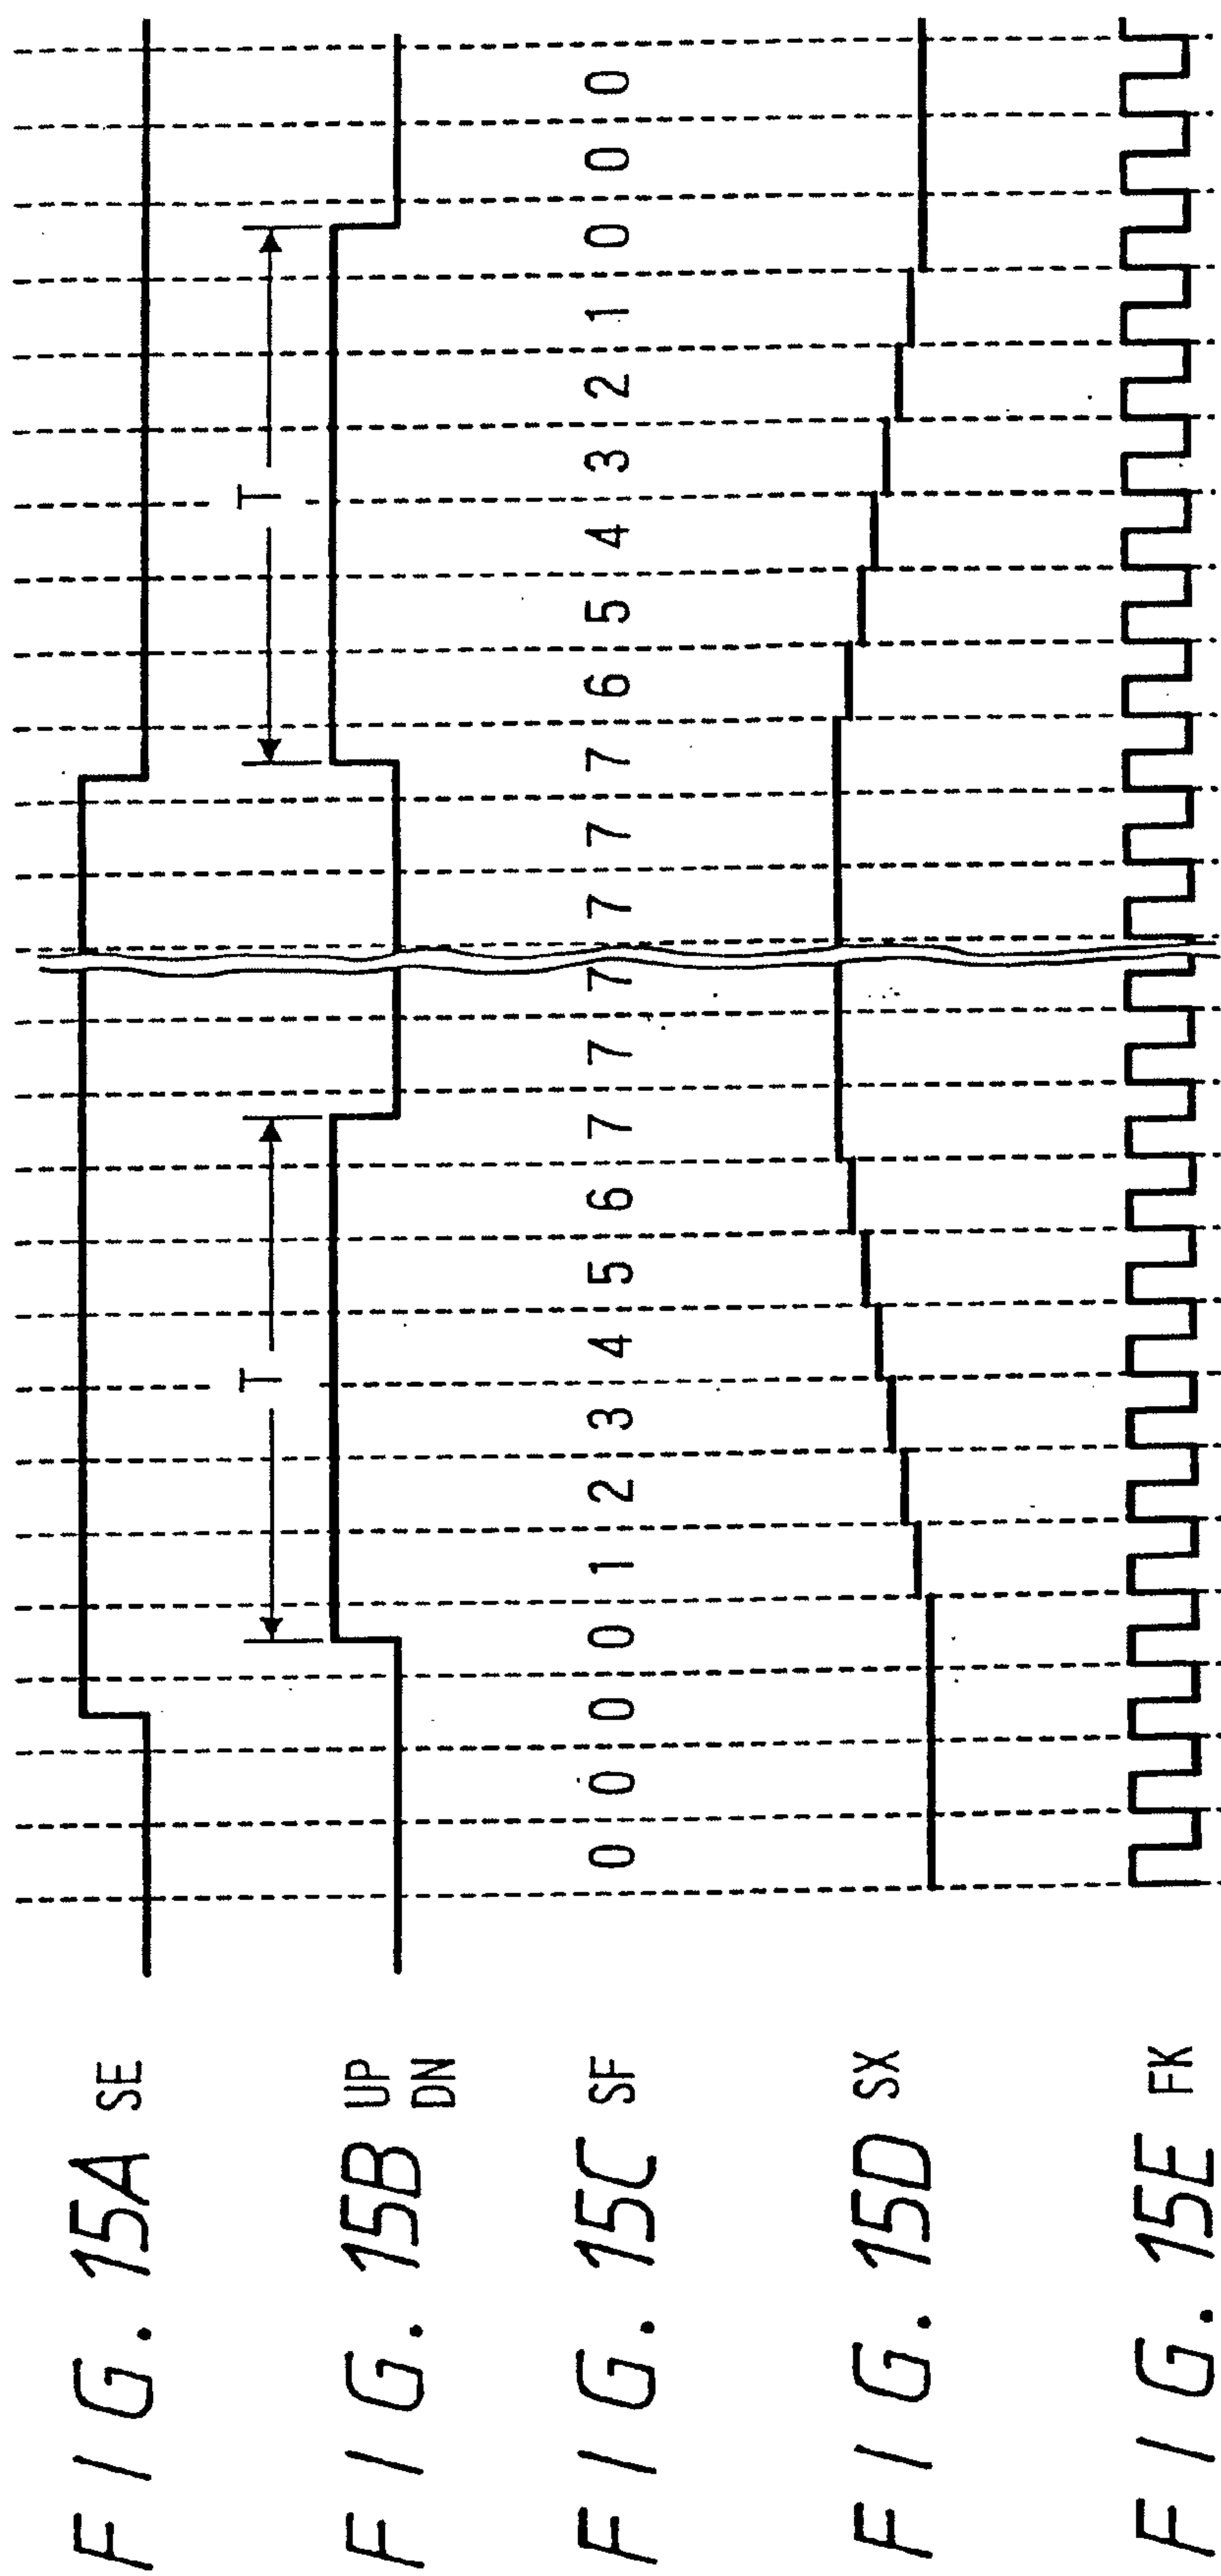 FIG. 15A SE
FIG. 15B UP
DN
T T
FIG. 15C SF 0 0 0 0 1 2 3 4 5 6 7 7 7 7 7 7 6 5 4 3 2 1 0 0 0
FIG. 15D SX
FIG. 15E FK